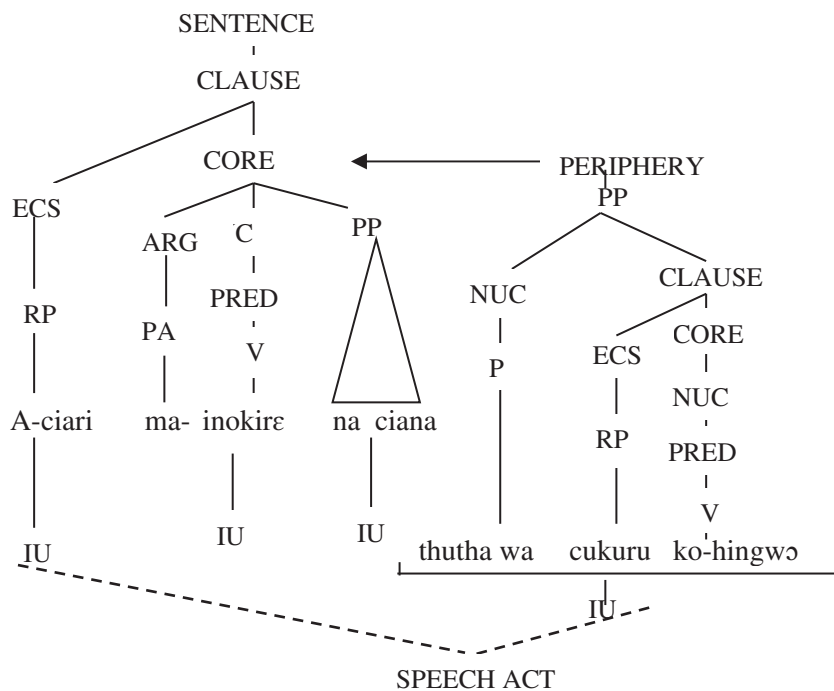 SENTENCE
CLAUSE
CORE
PERIPHERY
PP
ECS
ARG
C
PP
CLAUSE
NUC
PRED
RP
PA
CORE
ECS
P
V
NUC
A-ciari ma- inokirɛ na ciana
RP
PRED
V
IU
IU
IU
thutha wa cukuru ko-hingwɔ
IU
SPEECH ACT